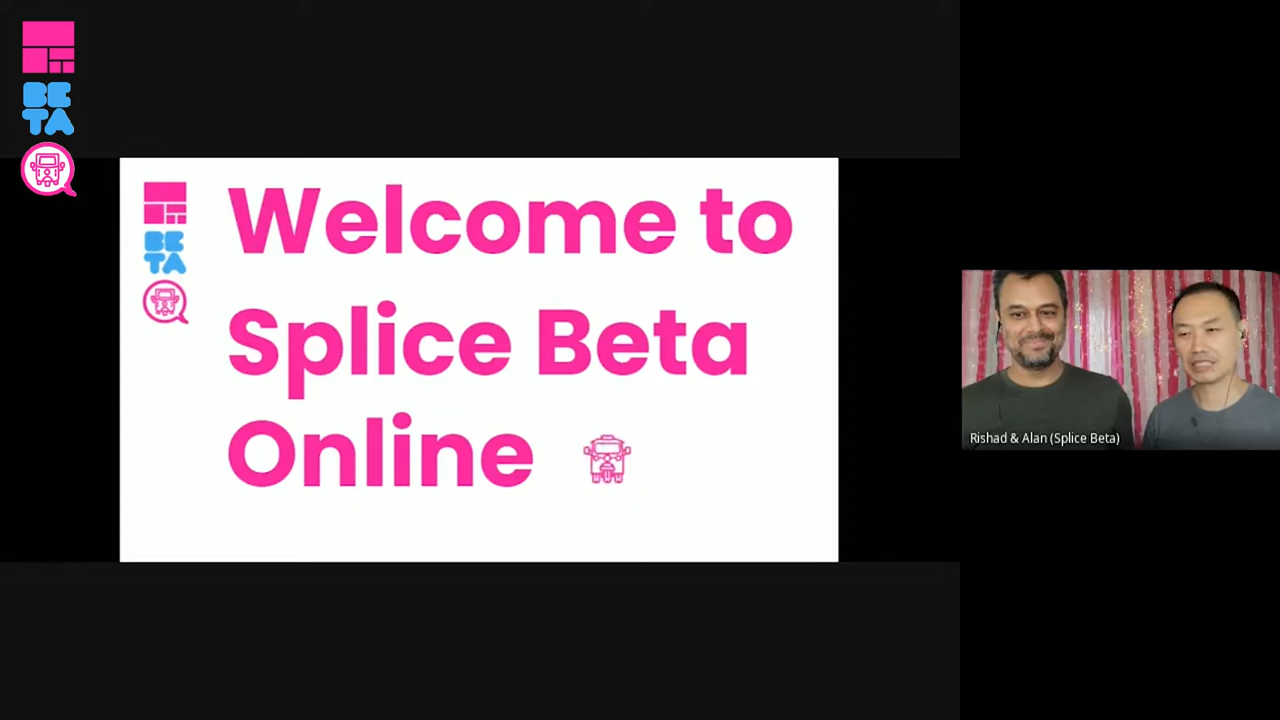 BE
TA
BE
TA
Welcome to
Splice Beta
Online
Rishad & Alan (Splice Beta)